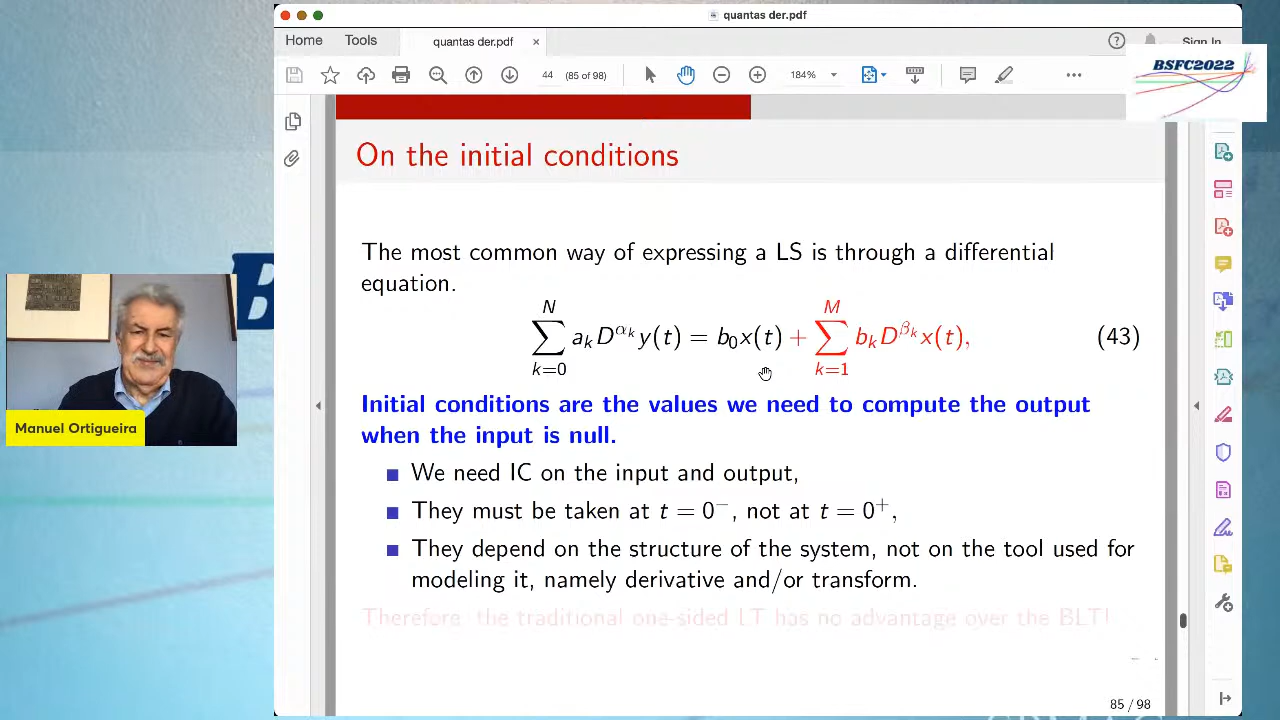 quantas der.pdf
Home
Tools
quantas der.pdf
Sign In
(85 of 98)
184%
BSFC2022
On the initial conditions
The most common way of expressing a LS is through a differential
equation.
\sum_{k=0}^{N} a_k D^{\alpha_k} y(t) = b_0 x(t) + \sum_{k=1}^{M} b_k D^{\beta_k} x(t), (43)
Initial conditions are the values we need to compute the output
when the input is null.
We need IC on the input and output,
They must be taken at t = 0⁻, not at t = 0⁺,
They depend on the structure of the system, not on the tool used for
modeling it, namely derivative and/or transform.
Therefore: the traditional one-sided LT has no advantage over the BLT!
85 / 98
Manuel Ortigueira